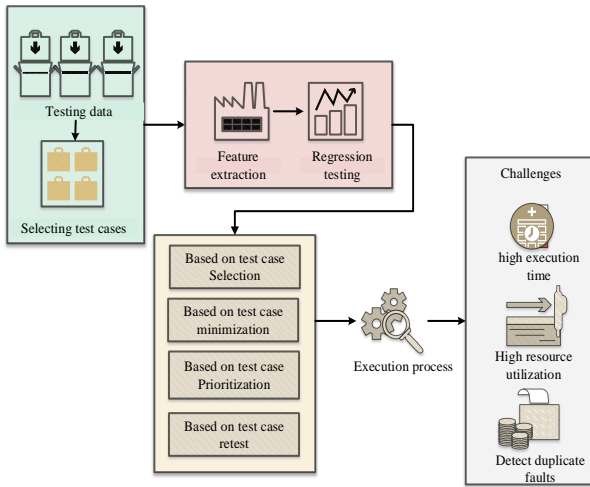 Testing data
Selecting test cases
Feature
extraction
Regression
testing
Based on test case
Selection
Based on test case
minimization
Based on test case
Prioritization
Based on test case
retest
Execution process
Challenges
high execution
time
High resource
utilization
Detect duplicate
faults